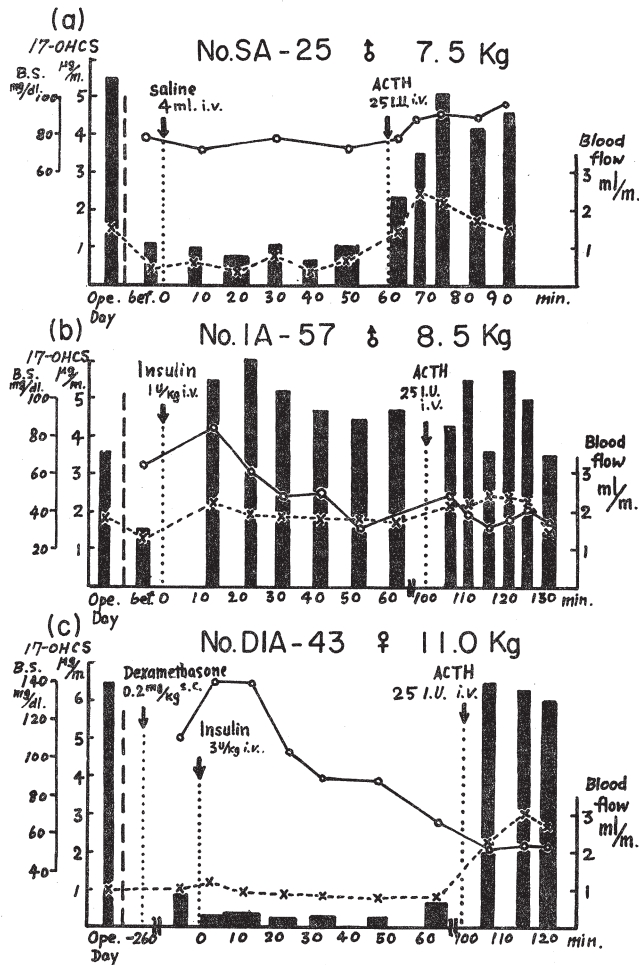 (a)
No.SA-25 ♂ 7.5 Kg
17-OHCS
µg/m.
B.S.
mg/dl.
100
80
60
5
4
3
2
1
saline
4 ml. i.v.
ACTH
25 I.U. i.v.
Blood
flow
ml/m.
3
2
1
Ope. bef. 0 10 20 30 40 50 60 70 80 90 min.
Day
(b)
No.IA-57 ♂ 8.5 Kg
17-OHCS
µg/m.
B.S.
mg/dl.
100
80
60
40
20
5
4
3
2
1
Insulin
1 u/kg i.v.
ACTH
25 I.U.
i.v.
Blood
flow
ml/m.
3
2
1
Ope. bef. 0 10 20 30 40 50 60 100 110 120 130 min.
Day
(c)
No.DIA-43 ♀ 11.0 Kg
17-OHCS
µg/m
B.S.
mg/dl.
140
120
100
80
60
40
6
5
4
3
2
1
Dexamethasone
0.2 mg/kg s.c.
Insulin
3 u/kg i.v.
ACTH
25 I.U. i.v.
Blood
flow
ml/m.
3
2
1
Ope. -260 0 10 20 30 40 50 60 100 110 120 min.
Day